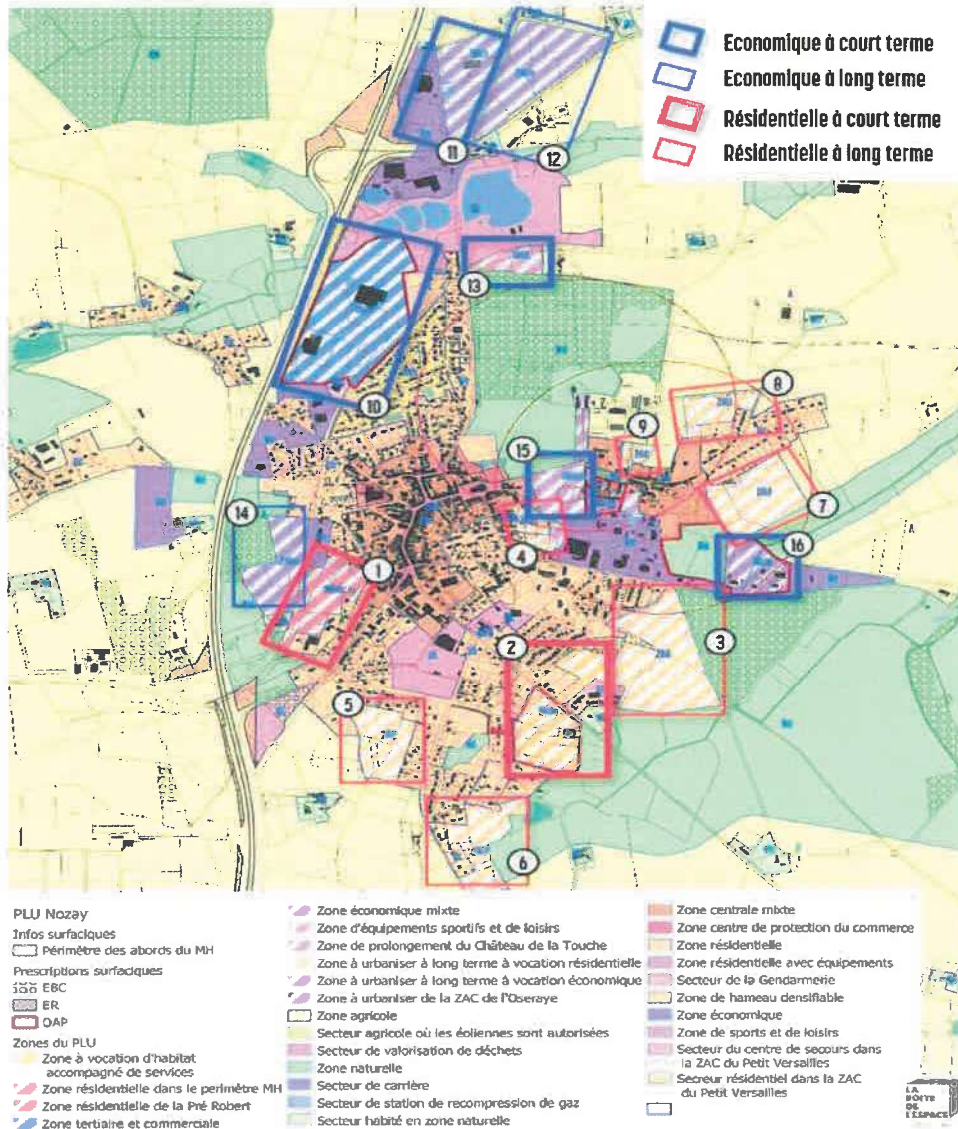 Economique à court terme
Economique à long terme
Résidentielle à court terme
Résidentielle à long terme
11
12
13
10
8
9
15
7
14
1
4
16
2
3
5
6
PLU Nozay
Infos surfaciques
Périmètre des abords du MH
Prescriptions surfaciques
EBC
ER
OAP
Zones du PLU
Zone à vocation d'habitat
accompagné de services
Zone résidentielle dans le perimètre MH
Zone résidentielle de la Pré Robert
Zone tertiaire et commerciale
Zone économique mixte
Zone d'équipements sportifs et de loisirs
Zone de prolongement du Château de la Touche
Zone à urbaniser à long terme à vocation résidentielle
Zone à urbaniser à long terme à vocation économique
Zone à urbaniser de la ZAC de l'Oseraye
Zone agricole
Secteur agricole où les éoliennes sont autorisées
Secteur de valorisation de déchets
Zone naturelle
Secteur de carrière
Secteur de station de recompression de gaz
Secteur habité en zone naturelle
Zone centrale mixte
Zone centre de protection du commerce
Zone résidentielle
Zone résidentielle avec équipements
Secteur de la Gendarmerie
Zone de hameau densifiable
Zone économique
Zone de sports et de loisirs
Secteur du centre de secours dans
la ZAC du Petit Versailles
Secreur résidentiel dans la ZAC
du Petit Versailles
LA
BOITE
DE
L'ESPACE